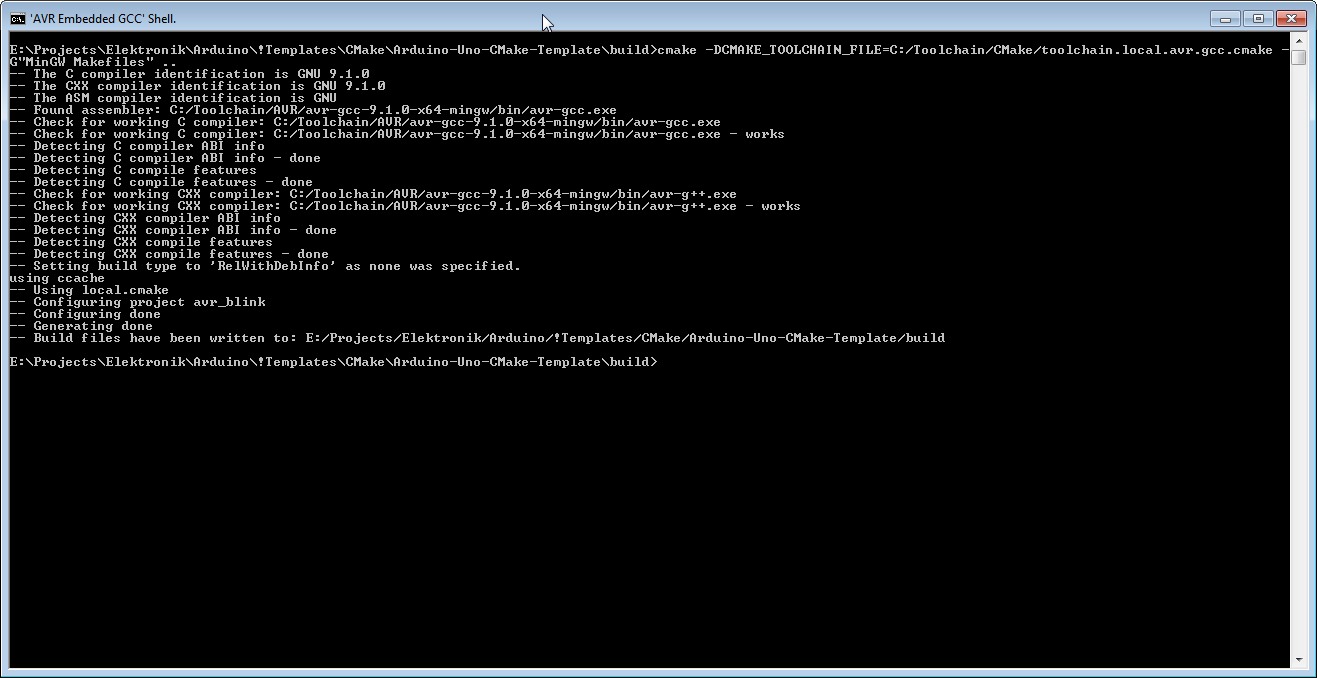 'AVR Embedded GCC' Shell.
E:\Projects\Elektronik\Arduino\!Templates\CMake\Arduino-Uno-CMake-Template\build>cmake -DCMAKE_TOOLCHAIN_FILE=C:/Toolchain/CMake/toolchain.local.avr.gcc.cmake -
G"MinGW Makefiles" ..
-- The C compiler identification is GNU 9.1.0
-- The CXX compiler identification is GNU 9.1.0
-- The ASM compiler identification is GNU
-- Found assembler: C:/Toolchain/AVR/avr-gcc-9.1.0-x64-mingw/bin/avr-gcc.exe
-- Check for working C compiler: C:/Toolchain/AVR/avr-gcc-9.1.0-x64-mingw/bin/avr-gcc.exe
-- Check for working C compiler: C:/Toolchain/AVR/avr-gcc-9.1.0-x64-mingw/bin/avr-gcc.exe - works
-- Detecting C compiler ABI info
-- Detecting C compiler ABI info - done
-- Detecting C compile features
-- Detecting C compile features - done
-- Check for working CXX compiler: C:/Toolchain/AVR/avr-gcc-9.1.0-x64-mingw/bin/avr-g++.exe
-- Check for working CXX compiler: C:/Toolchain/AVR/avr-gcc-9.1.0-x64-mingw/bin/avr-g++.exe - works
-- Detecting CXX compiler ABI info
-- Detecting CXX compiler ABI info - done
-- Detecting CXX compile features
-- Detecting CXX compile features - done
-- Setting build type to 'RelWithDebInfo' as none was specified.
using ccache
-- Using local.cmake
-- Configuring project avr_blink
-- Configuring done
-- Generating done
-- Build files have been written to: E:/Projects/Elektronik/Arduino/!Templates/CMake/Arduino-Uno-CMake-Template/build
E:\Projects\Elektronik\Arduino\!Templates\CMake\Arduino-Uno-CMake-Template\build>